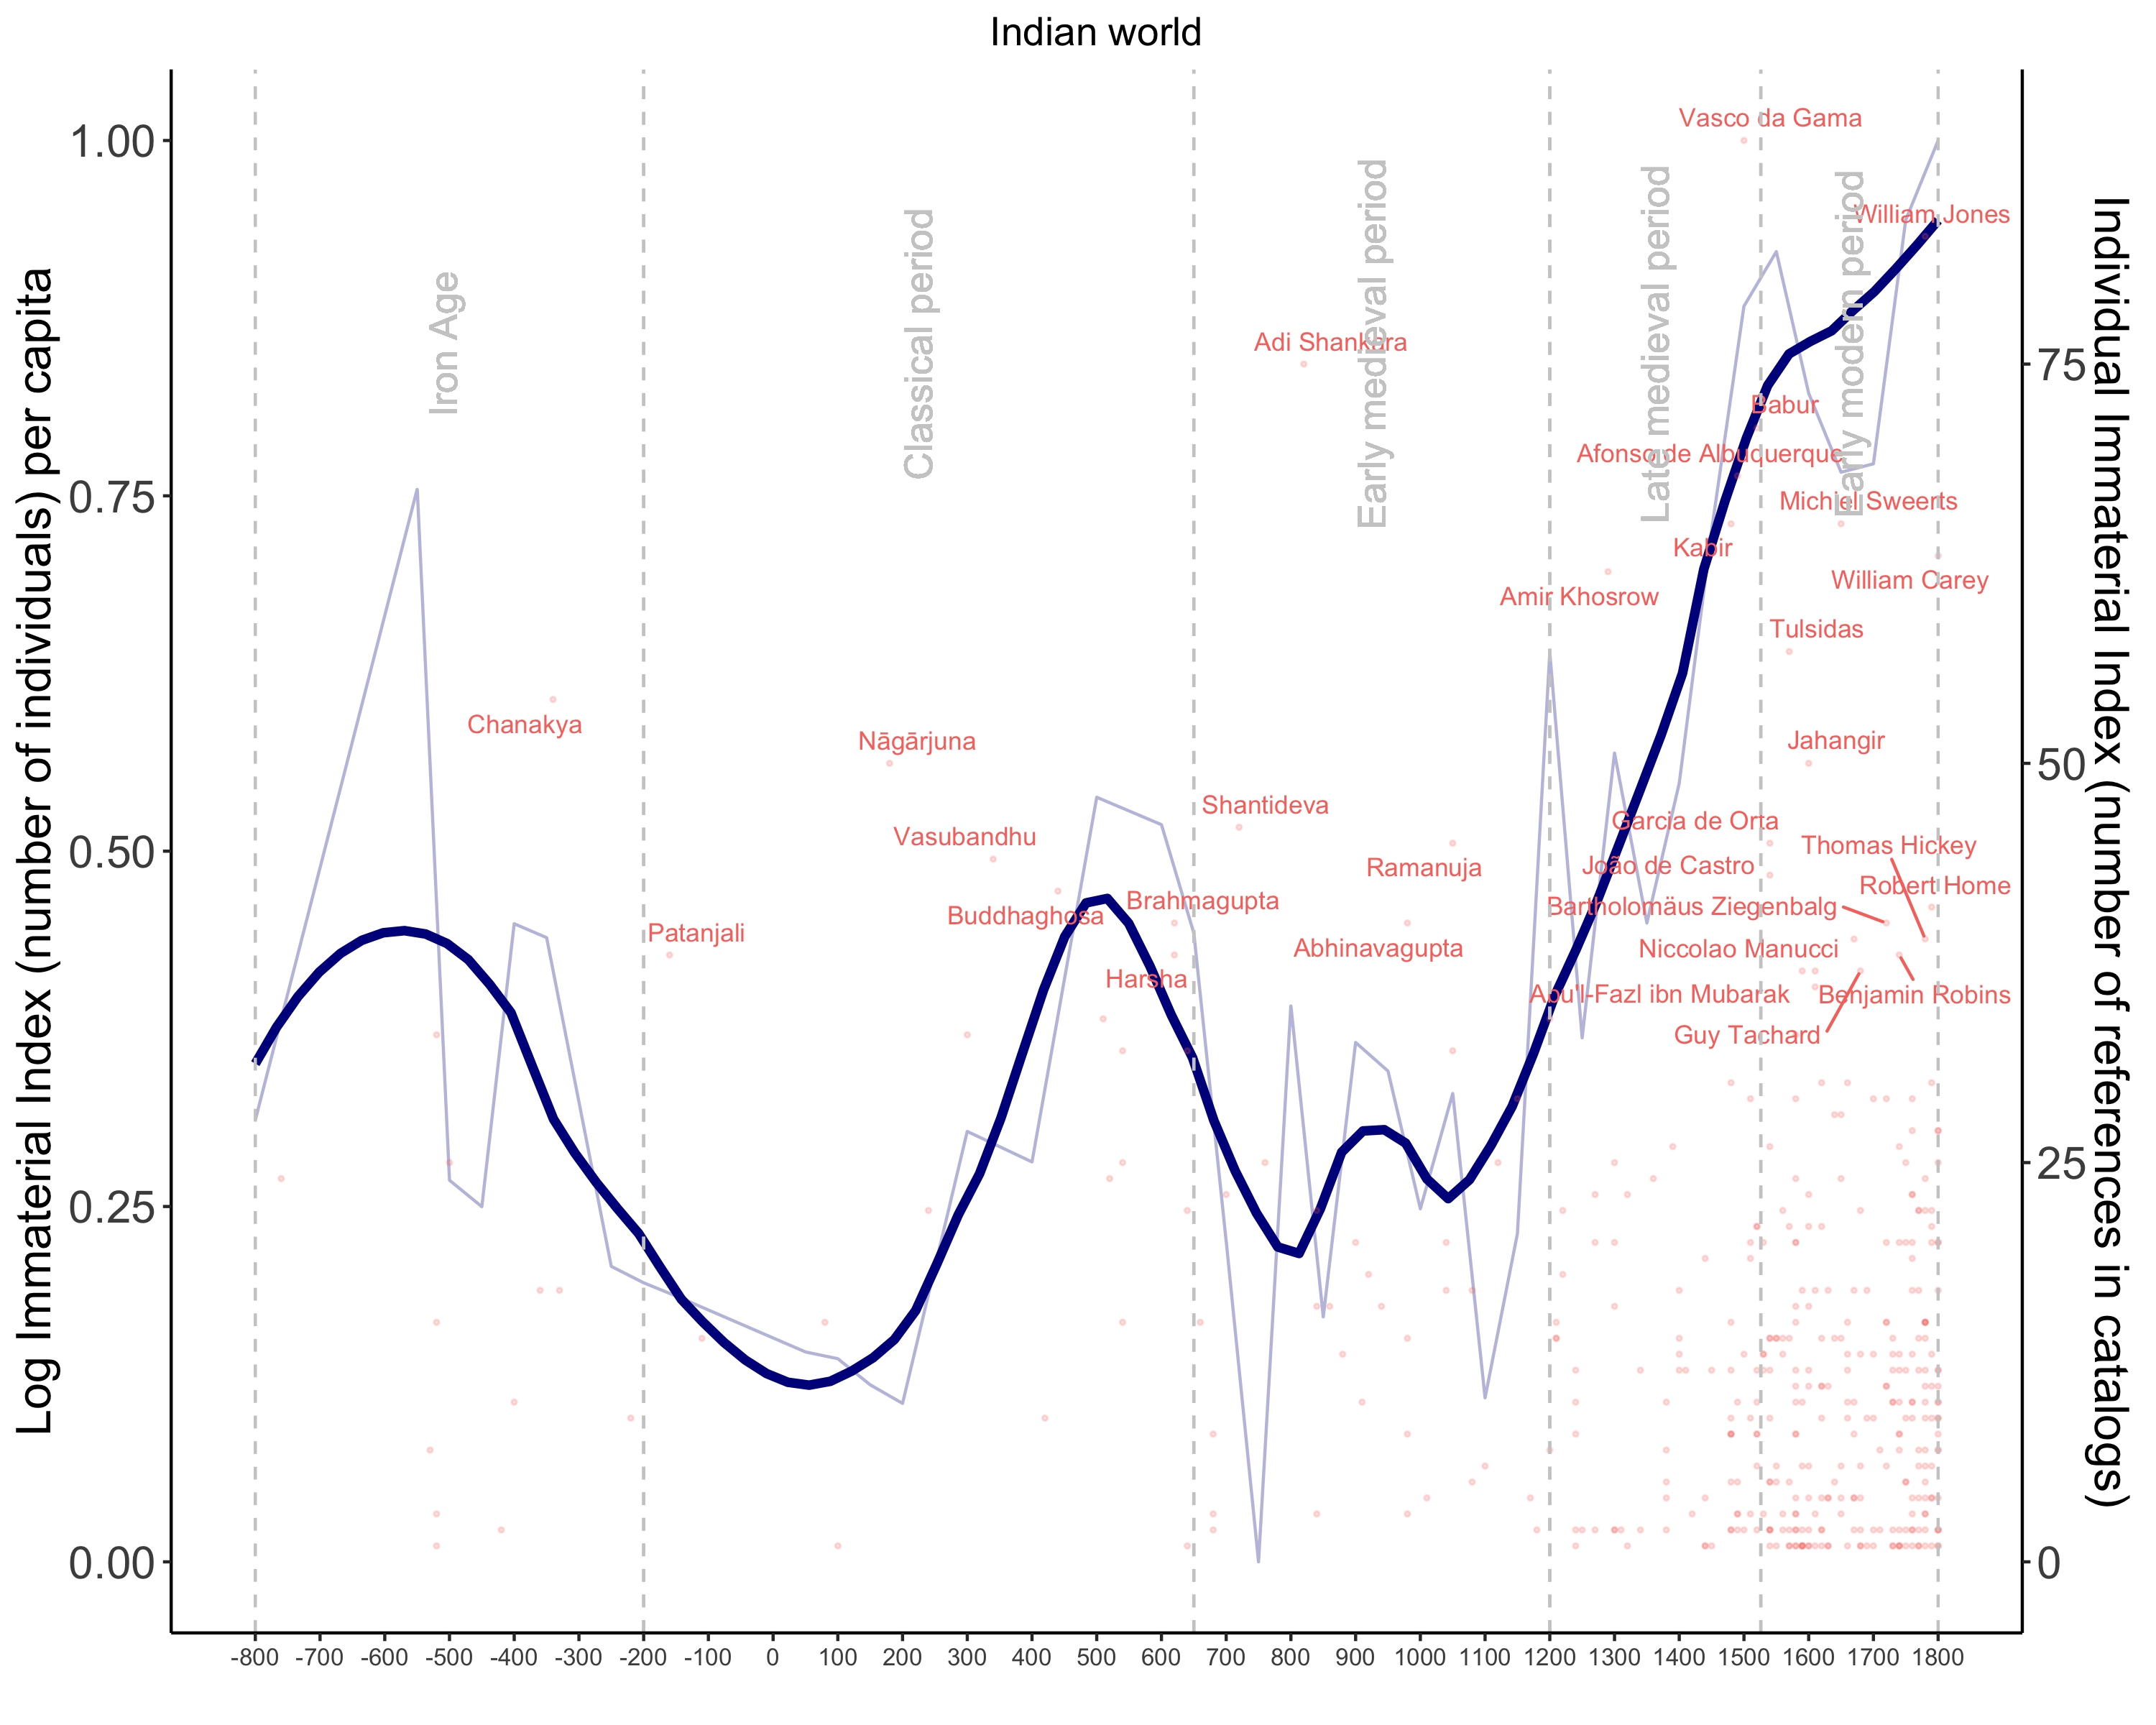 Indian world
Log Immaterial Index (number of individuals) per capita
1.00
0.75
0.50
0.25
0.00
Individual Immaterial Index (number of references in catalogs)
75
50
25
0
Iron Age
Classical period
Early medieval period
Late medieval period
Early modern period
Vasco da Gama
William Jones
Adi Shankara
Babur
Afonso de Albuquerque
Michiel Sweerts
Kabir
William Carey
Amir Khosrow
Tulsidas
Chanakya
Nāgārjuna
Jahangir
Shantideva
Garcia de Orta
Vasubandhu
Thomas Hickey
Ramanuja
João de Castro
Robert Home
Brahmagupta
Bartholomäus Ziegenbalg
Buddhaghosa
Patanjali
Abhinavagupta
Niccolao Manucci
Harsha
Abu'l-Fazl ibn Mubarak
Benjamin Robins
Guy Tachard
-800 -700 -600 -500 -400 -300 -200 -100 0 100 200 300 400 500 600 700 800 900 1000 1100 1200 1300 1400 1500 1600 1700 1800